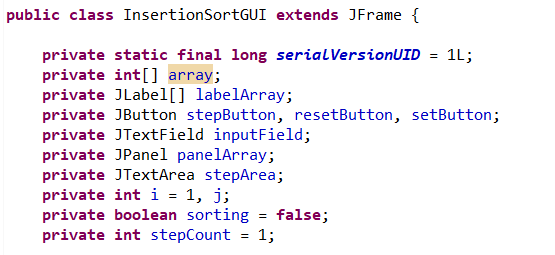 public class InsertionSortGUI extends JFrame {
private static final long serialVersionUID = 1L;
private int[] array;
private JLabel[] labelArray;
private JButton stepButton, resetButton, setButton;
private JTextField inputField;
private JPanel panelArray;
private JTextArea stepArea;
private int i = 1, j;
private boolean sorting = false;
private int stepCount = 1;